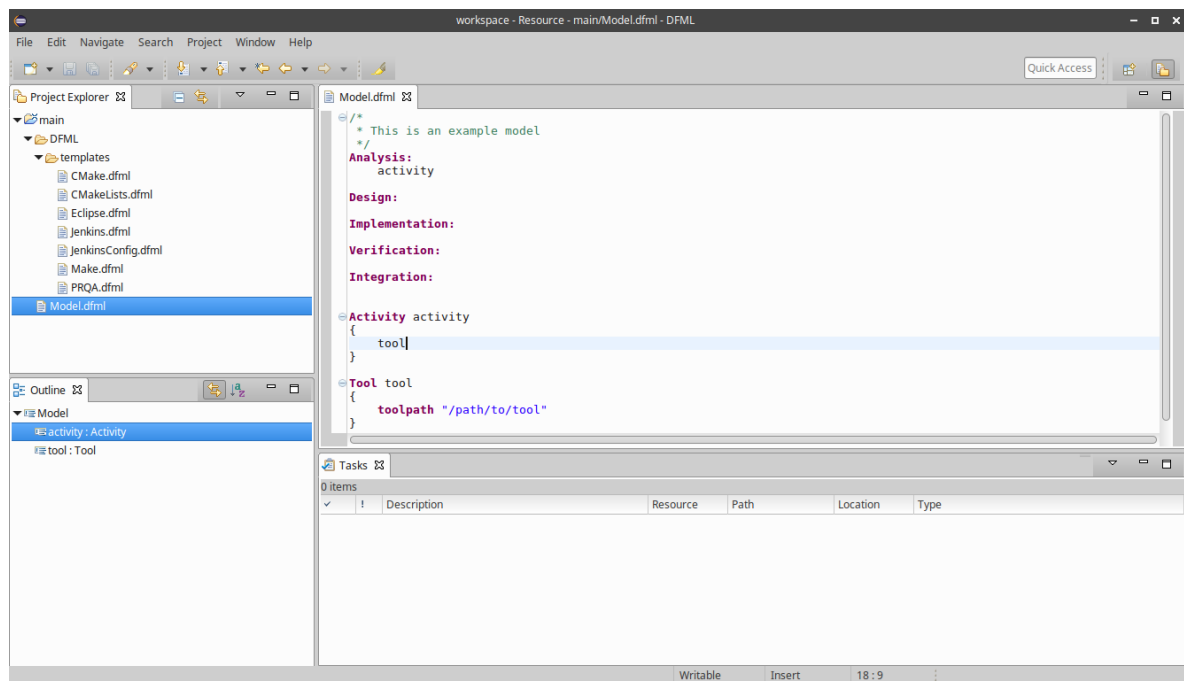 workspace - Resource - main/Model.dfml - DFML
File Edit Navigate Search Project Window Help
Quick Access
Project Explorer
main
DFML
templates
CMake.dfml
CMakeLists.dfml
Eclipse.dfml
Jenkins.dfml
JenkinsConfig.dfml
Make.dfml
PRQA.dfml
Model.dfml
Outline
Model
activity : Activity
tool : Tool
Model.dfml
/*
* This is an example model
*/
Analysis:
activity
Design:
Implementation:
Verification:
Integration:
Activity activity
{
tool
}
Tool tool
{
toolpath "/path/to/tool"
}
Tasks
0 items
! Description Resource Path Location Type
Writable Insert 18 : 9